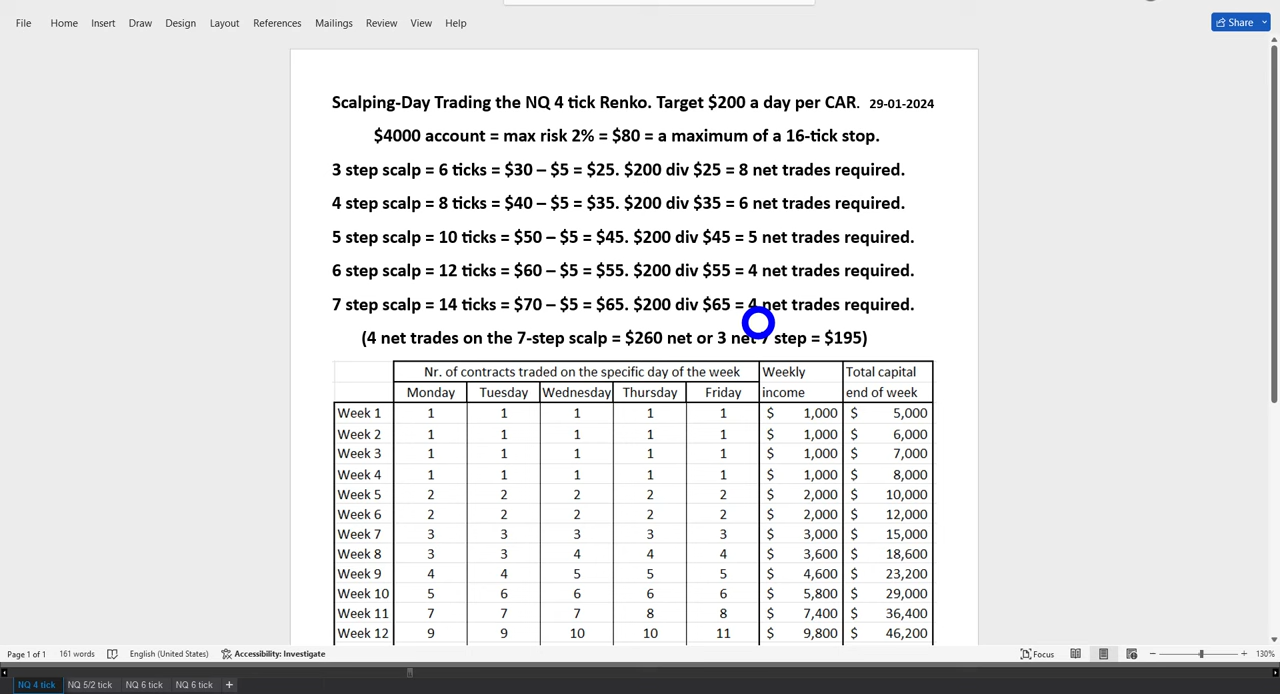 File Home Insert Draw Design Layout References Mailings Review View Help Share
Scalping-Day Trading the NQ 4 tick Renko. Target $200 a day per CAR. 29-01-2024
$4000 account = max risk 2% = $80 = a maximum of a 16-tick stop.
3 step scalp = 6 ticks = $30 – $5 = $25. $200 div $25 = 8 net trades required.
4 step scalp = 8 ticks = $40 – $5 = $35. $200 div $35 = 6 net trades required.
5 step scalp = 10 ticks = $50 – $5 = $45. $200 div $45 = 5 net trades required.
6 step scalp = 12 ticks = $60 – $5 = $55. $200 div $55 = 4 net trades required.
7 step scalp = 14 ticks = $70 – $5 = $65. $200 div $65 = 4 net trades required.
(4 net trades on the 7-step scalp = $260 net or 3 net 7 step = $195)
Nr. of contracts traded on the specific day of the week Weekly Total capital
Monday Tuesday Wednesday Thursday Friday income end of week
Week 1 1 1 1 1 1 $ 1,000 $ 5,000
Week 2 1 1 1 1 1 $ 1,000 $ 6,000
Week 3 1 1 1 1 1 $ 1,000 $ 7,000
Week 4 1 1 1 1 1 $ 1,000 $ 8,000
Week 5 2 2 2 2 2 $ 2,000 $ 10,000
Week 6 2 2 2 2 2 $ 2,000 $ 12,000
Week 7 3 3 3 3 3 $ 3,000 $ 15,000
Week 8 3 3 4 4 4 $ 3,600 $ 18,600
Week 9 4 4 5 5 5 $ 4,600 $ 23,200
Week 10 5 6 6 6 6 $ 5,800 $ 29,000
Week 11 7 7 7 8 8 $ 7,400 $ 36,400
Week 12 9 9 10 10 11 $ 9,800 $ 46,200
Page 1 of 1 161 words English (United States) Accessibility: Investigate Focus 130%
NQ 4 tick NQ 5/2 tick NQ 6 tick NQ 6 tick